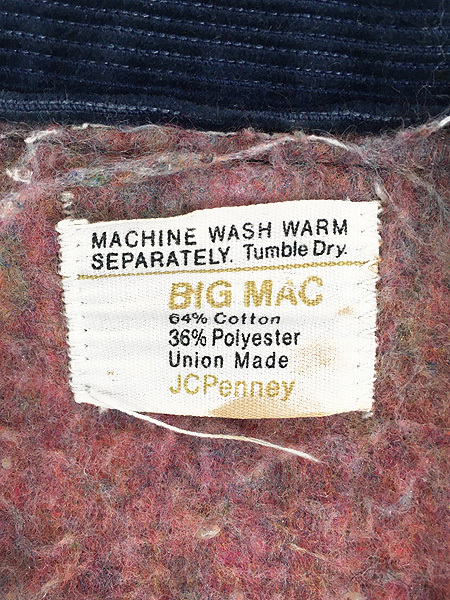 MACHINE WASH WARM
SEPARATELY. Tumble Dry.
BIG MAC
64% Cotton
36% Polyester
Union Made
JCPenney